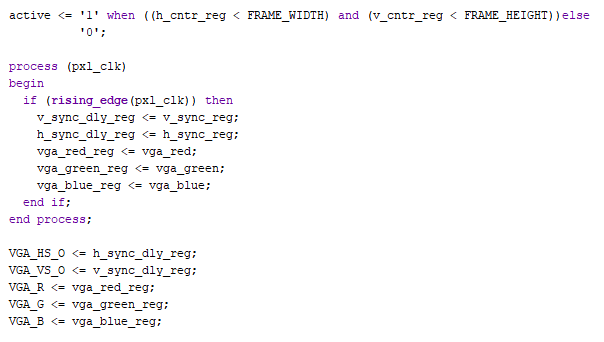 active <= '1' when ((h_cntr_reg < FRAME_WIDTH) and (v_cntr_reg < FRAME_HEIGHT))else
'0';
process (pxl_clk)
begin
if (rising_edge(pxl_clk)) then
v_sync_dly_reg <= v_sync_reg;
h_sync_dly_reg <= h_sync_reg;
vga_red_reg <= vga_red;
vga_green_reg <= vga_green;
vga_blue_reg <= vga_blue;
end if;
end process;
VGA_HS_O <= h_sync_dly_reg;
VGA_VS_O <= v_sync_dly_reg;
VGA_R <= vga_red_reg;
VGA_G <= vga_green_reg;
VGA_B <= vga_blue_reg;